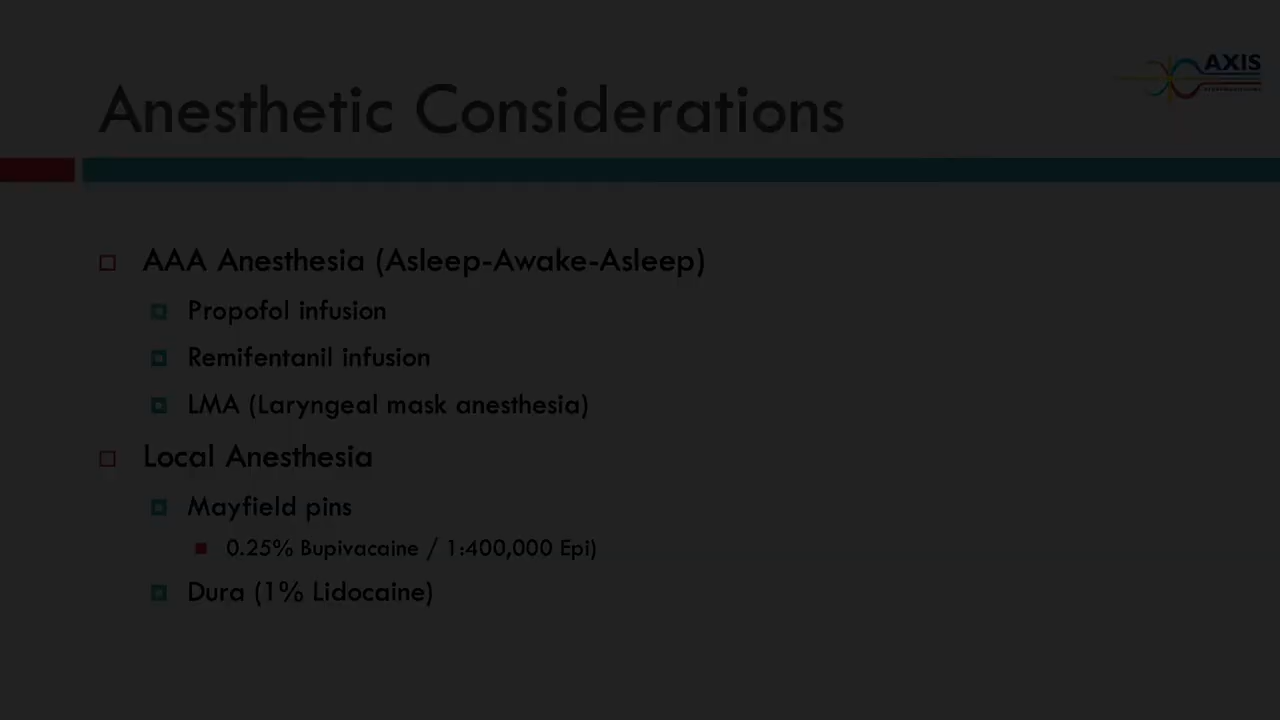 AXIS
Anesthetic Considerations
AAA Anesthesia (Asleep-Awake-Asleep)
Propofol infusion
Remifentanil infusion
LMA (Laryngeal mask anesthesia)
Local Anesthesia
Mayfield pins
0.25% Bupivacaine / 1:400,000 Epi)
Dura (1% Lidocaine)